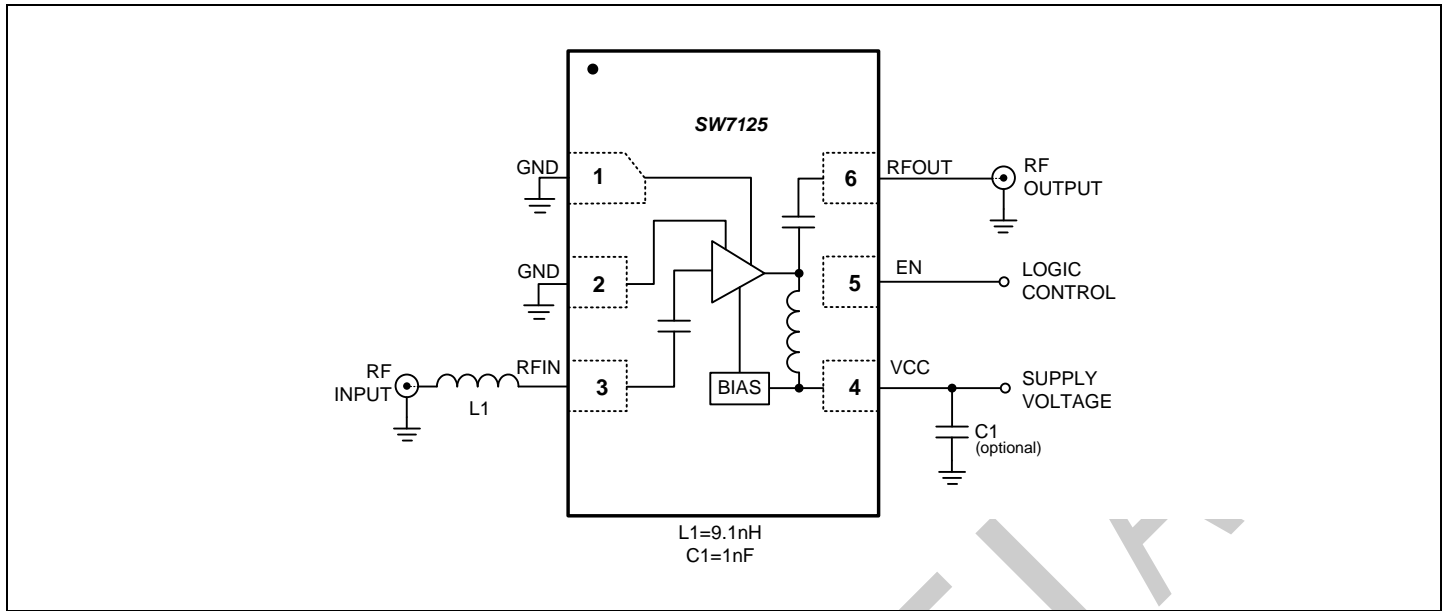 SW7125
GND
1
6
RFOUT
RF
OUTPUT
GND
2
5
EN
LOGIC
CONTROL
RF
INPUT
L1
RFIN
3
BIAS
4
VCC
SUPPLY
VOLTAGE
C1
(optional)
L1=9.1nH
C1=1nF